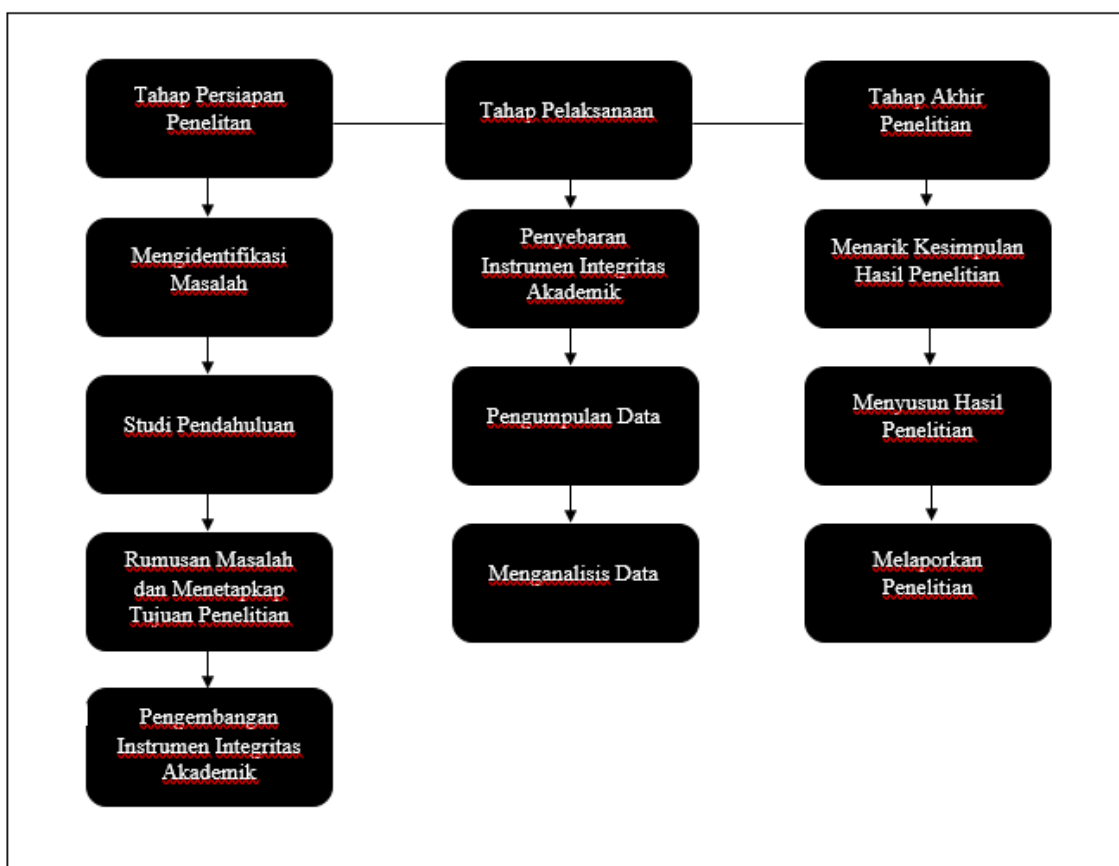 Tahap Persiapan
Penelitan
Mengidentifikasi
Masalah
Studi Pendahuluan
Rumusan Masalah
dan Menetapkap
Tujuan Penelitian
Pengembangan
Instrumen Integritas
Akademik
Tahap Pelaksanaan
Penyebaran
Instrumen Integritas
Akademik
Pengumpulan Data
Menganalisis Data
Tahap Akhir
Penelitian
Menarik Kesimpulan
Hasil Penelitian
Menyusun Hasil
Penelitian
Melaporkan
Penelitian